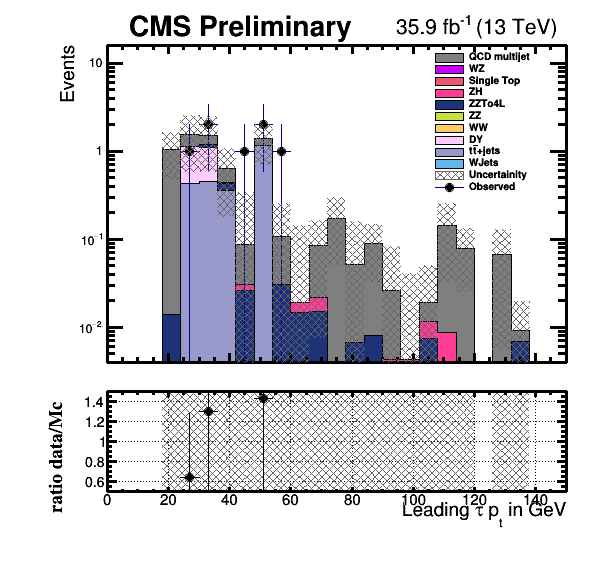 CMS Preliminary 35.9 fb⁻¹ (13 TeV)
Events
10
1
10⁻¹
10⁻²
QCD multijet
WZ
Single Top
ZH
ZZTo4L
ZZ
WW
DY
tt̄+jets
WJets
Uncertainity
Observed
ratio data/Mc
1.4
1.2
1
0.8
0.6
0 20 40 60 80 100 120 140
Leading τ pₜ in GeV